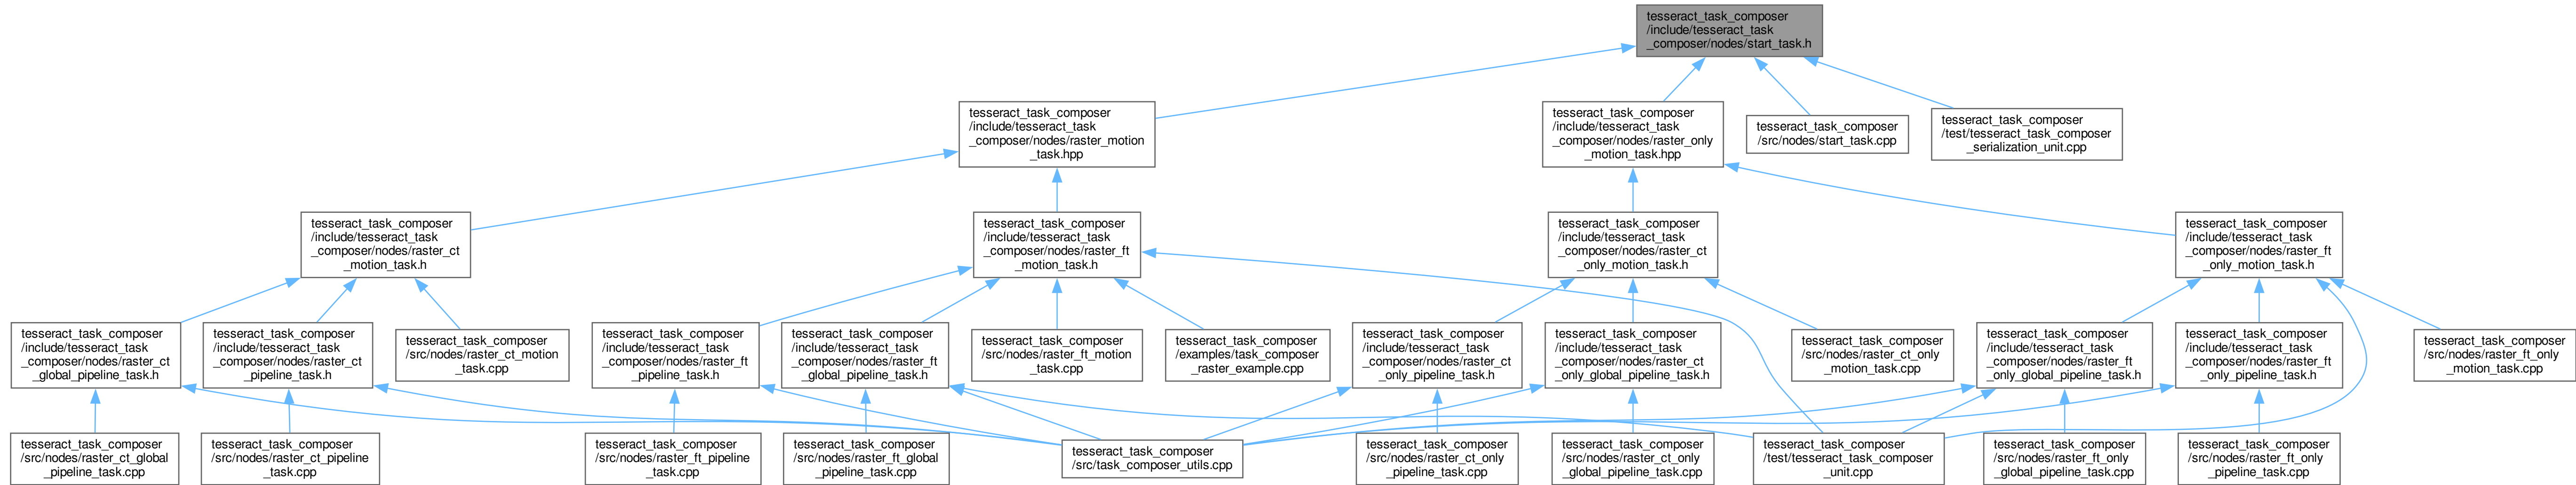 tesseract_task_composer
/include/tesseract_task
_composer/nodes/start_task.h
tesseract_task_composer
/include/tesseract_task
_composer/nodes/raster_motion
_task.hpp
tesseract_task_composer
/include/tesseract_task
_composer/nodes/raster_only
_motion_task.hpp
tesseract_task_composer
/src/nodes/start_task.cpp
tesseract_task_composer
/test/tesseract_task_composer
_serialization_unit.cpp
tesseract_task_composer
/include/tesseract_task
_composer/nodes/raster_ct
_motion_task.h
tesseract_task_composer
/include/tesseract_task
_composer/nodes/raster_ft
_motion_task.h
tesseract_task_composer
/include/tesseract_task
_composer/nodes/raster_ct
_only_motion_task.h
tesseract_task_composer
/include/tesseract_task
_composer/nodes/raster_ft
_only_motion_task.h
tesseract_task_composer
/include/tesseract_task
_composer/nodes/raster_ct
_global_pipeline_task.h
tesseract_task_composer
/include/tesseract_task
_composer/nodes/raster_ct
_pipeline_task.h
tesseract_task_composer
/src/nodes/raster_ct_motion
_task.cpp
tesseract_task_composer
/include/tesseract_task
_composer/nodes/raster_ft
_pipeline_task.h
tesseract_task_composer
/include/tesseract_task
_composer/nodes/raster_ft
_global_pipeline_task.h
tesseract_task_composer
/src/nodes/raster_ft_motion
_task.cpp
tesseract_task_composer
/examples/task_composer
_raster_example.cpp
tesseract_task_composer
/include/tesseract_task
_composer/nodes/raster_ct
_only_pipeline_task.h
tesseract_task_composer
/include/tesseract_task
_composer/nodes/raster_ct
_only_global_pipeline_task.h
tesseract_task_composer
/src/nodes/raster_ct_only
_motion_task.cpp
tesseract_task_composer
/include/tesseract_task
_composer/nodes/raster_ft
_only_global_pipeline_task.h
tesseract_task_composer
/include/tesseract_task
_composer/nodes/raster_ft
_only_pipeline_task.h
tesseract_task_composer
/src/nodes/raster_ft_only
_motion_task.cpp
tesseract_task_composer
/src/nodes/raster_ct_global
_pipeline_task.cpp
tesseract_task_composer
/src/nodes/raster_ct_pipeline
_task.cpp
tesseract_task_composer
/src/nodes/raster_ft_pipeline
_task.cpp
tesseract_task_composer
/src/nodes/raster_ft_global
_pipeline_task.cpp
tesseract_task_composer
/src/task_composer_utils.cpp
tesseract_task_composer
/src/nodes/raster_ct_only
_pipeline_task.cpp
tesseract_task_composer
/src/nodes/raster_ct_only
_global_pipeline_task.cpp
tesseract_task_composer
/test/tesseract_task_composer
_unit.cpp
tesseract_task_composer
/src/nodes/raster_ft_only
_global_pipeline_task.cpp
tesseract_task_composer
/src/nodes/raster_ft_only
_pipeline_task.cpp